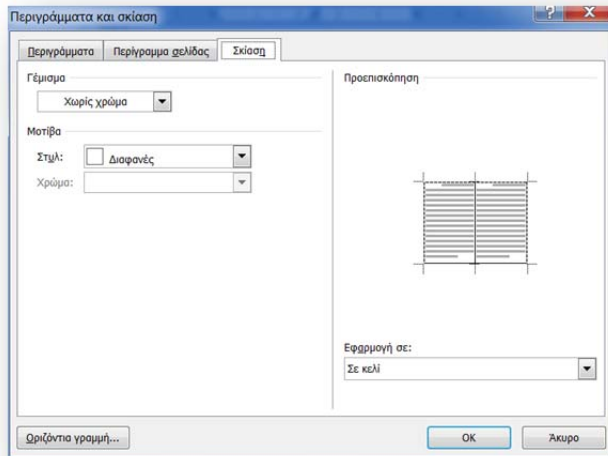 Περιγράμματα και σκίαση
Περιγράμματα Περίγραμμα σελίδας Σκίαση
Γέμισμα
Χωρίς χρώμα
Μοτίβα
Στυλ: Διαφανές
Χρώμα:
Προεπισκόπηση
Εφαρμογή σε:
Σε κελί
Οριζόντια γραμμή... OK Άκυρο